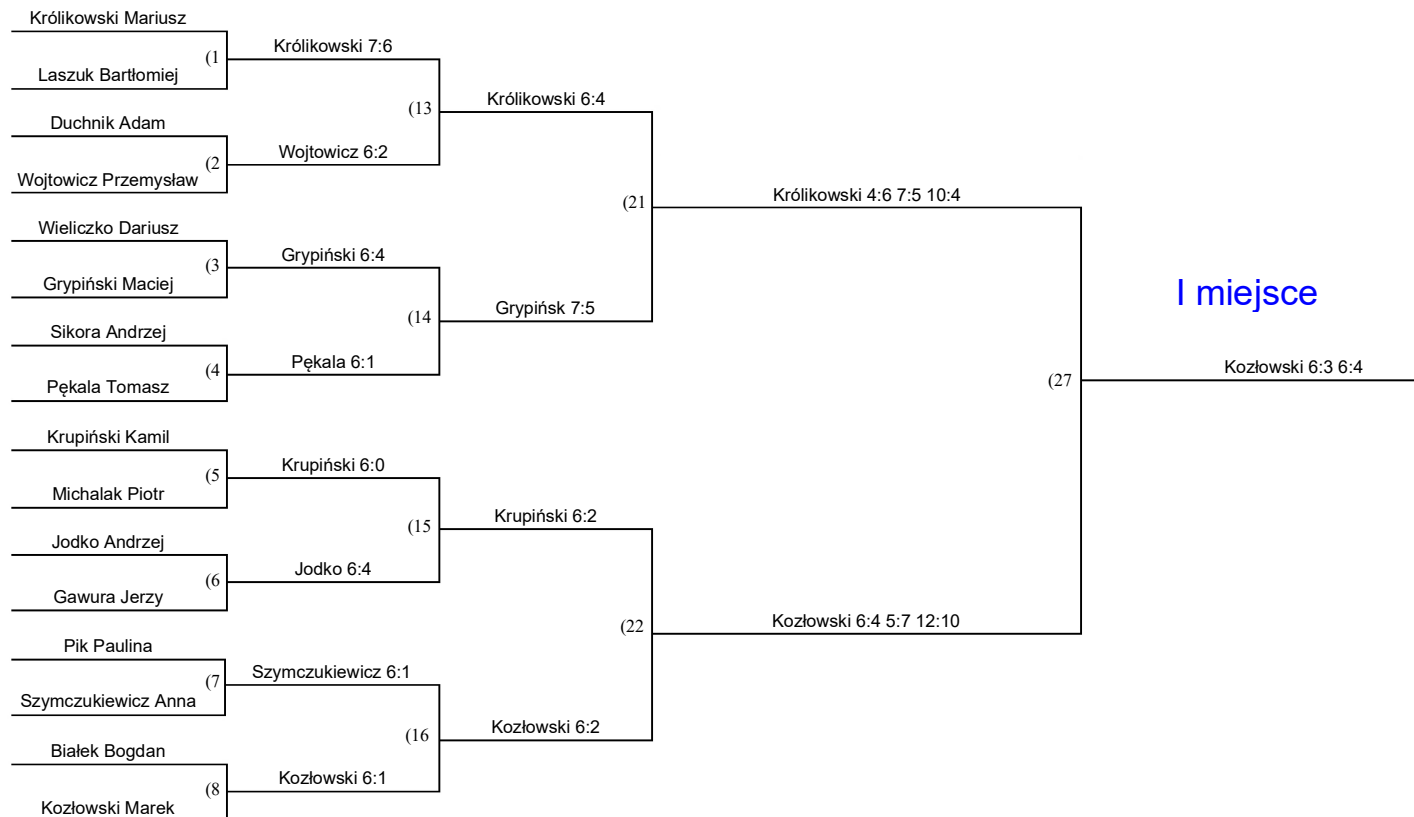 Królikowski Mariusz
(1
Królikowski 7:6
Laszuk Bartłomiej
(13
Królikowski 6:4
Duchnik Adam
(2
Wojtowicz 6:2
Wojtowicz Przemysław
(21
Królikowski 4:6 7:5 10:4
Wieliczko Dariusz
(3
Grypiński 6:4
Grypiński Maciej
(14
Grypińsk 7:5
Sikora Andrzej
(4
Pękala 6:1
Pękala Tomasz
I miejsce
(27
Kozłowski 6:3 6:4
Krupiński Kamil
(5
Krupiński 6:0
Michalak Piotr
(15
Krupiński 6:2
Jodko Andrzej
(6
Jodko 6:4
Gawura Jerzy
(22
Kozłowski 6:4 5:7 12:10
Pik Paulina
(7
Szymczukiewicz 6:1
Szymczukiewicz Anna
(16
Kozłowski 6:2
Białek Bogdan
(8
Kozłowski 6:1
Kozłowski Marek